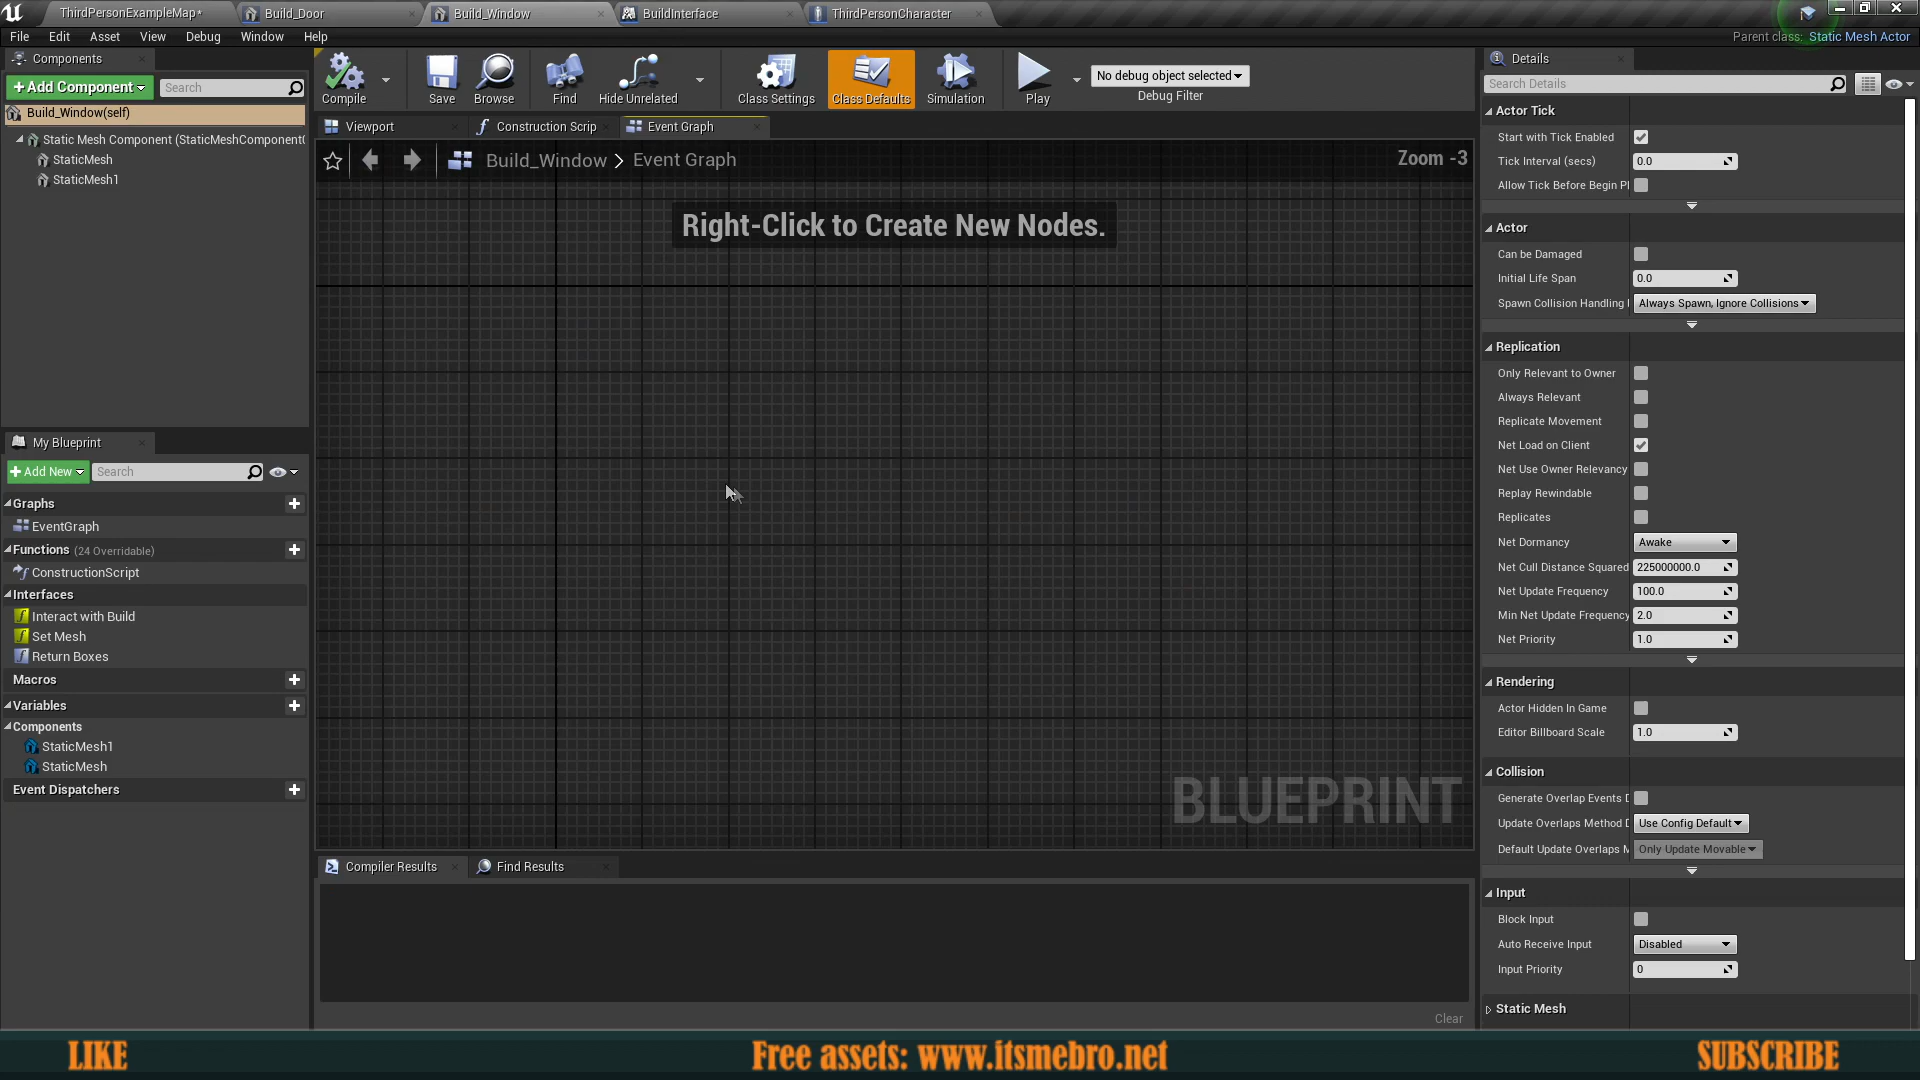 ThirdPersonExampleMap*
Build_Door
Build_Window
BuildInterface
ThirdPersonCharacter
File Edit Asset View Debug Window Help
Parent class: Static Mesh Actor
Components
+Add Component
Search
Build_Window(self)
Static Mesh Component (StaticMeshComponent
StaticMesh
StaticMesh1
My Blueprint
+Add New
Search
Graphs
EventGraph
Functions (24 Overridable)
ConstructionScript
Interfaces
Interact with Build
Set Mesh
Return Boxes
Macros
Variables
Components
StaticMesh1
StaticMesh
Event Dispatchers
Compile
Save
Browse
Find
Hide Unrelated
Class Settings
Class Defaults
Simulation
Play
No debug object selected
Debug Filter
Viewport
Construction Scrip
Event Graph
Build_Window > Event Graph
Zoom -3
Right-Click to Create New Nodes.
BLUEPRINT
Compiler Results
Find Results
Clear
Details
Search Details
Actor Tick
Start with Tick Enabled
Tick Interval (secs) 0.0
Allow Tick Before Begin Pl
Actor
Can be Damaged
Initial Life Span 0.0
Spawn Collision Handling Always Spawn, Ignore Collisions
Replication
Only Relevant to Owner
Always Relevant
Replicate Movement
Net Load on Client
Net Use Owner Relevancy
Replay Rewindable
Replicates
Net Dormancy Awake
Net Cull Distance Squared 225000000.0
Net Update Frequency 100.0
Min Net Update Frequency 2.0
Net Priority 1.0
Rendering
Actor Hidden In Game
Editor Billboard Scale 1.0
Collision
Generate Overlap Events D
Update Overlaps Method D Use Config Default
Default Update Overlaps M Only Update Movable
Input
Block Input
Auto Receive Input Disabled
Input Priority 0
Static Mesh
LIKE
Free assets: www.itsmebro.net
SUBSCRIBE